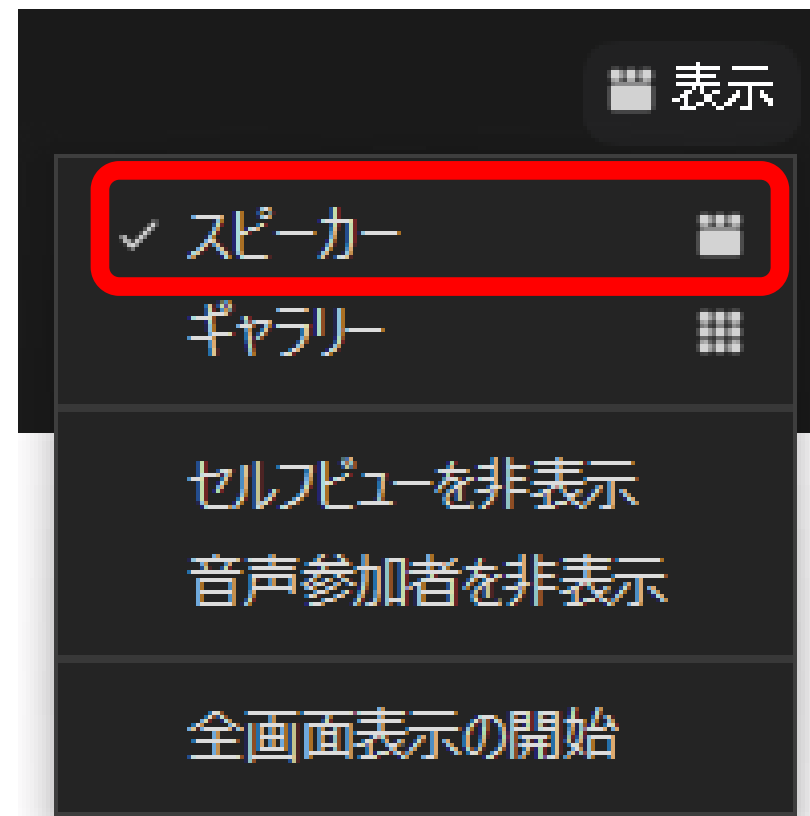 表示
スピーカー
ギャラリー
セルフビューを非表示
音声参加者を非表示
全画面表示の開始